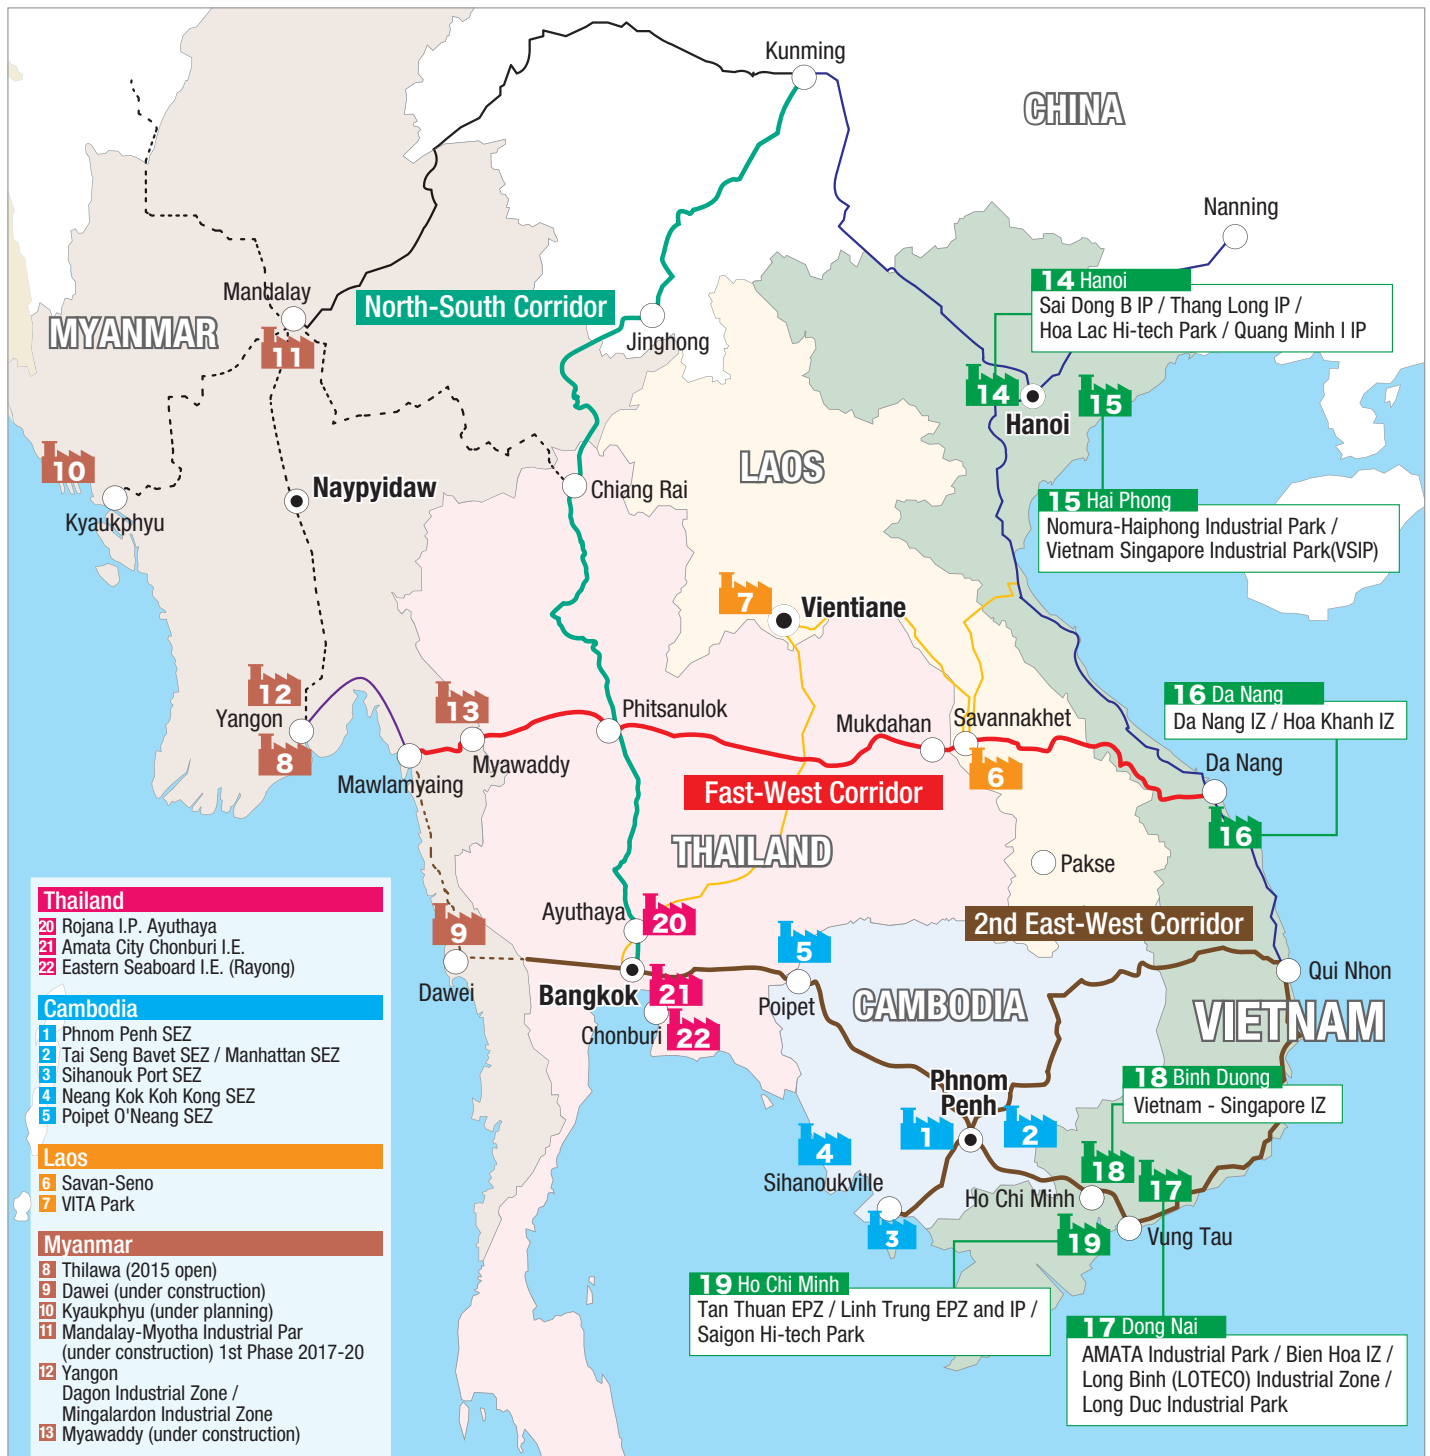 Kunming
CHINA
Nanning
14 Hanoi
Sai Dong B IP / Thang Long IP /
Hoa Lac Hi-tech Park / Quang Minh I IP
Mandalay
North-South Corridor
MYANMAR
11
Jinghong
14
15
Hanoi
10
LAOS
Naypyidaw
Chiang Rai
Kyaukphyu
15 Hai Phong
Nomura-Haiphong Industrial Park /
Vietnam Singapore Industrial Park(VSIP)
7
Vientiane
12
16 Da Nang
Da Nang IZ / Hoa Khanh IZ
13
Phitsanulok
Yangon
Mukdahan
Savannakhet
8
Myawaddy
6
Da Nang
Mawlamyaing
Fast-West Corridor
16
THAILAND
Pakse
Ayuthaya
20
9
5
2nd East-West Corridor
Dawei
Bangkok
21
Poipet
CAMBODIA
Qui Nhon
Chonburi
22
VIETNAM
Phnom
Penh
18 Binh Duong
Vietnam - Singapore IZ
1
2
4
18
17
Sihanoukville
Ho Chi Minh
3
19
Vung Tau
19 Ho Chi Minh
Tan Thuan EPZ / Linh Trung EPZ and IP /
Saigon Hi-tech Park
17 Dong Nai
AMATA Industrial Park / Bien Hoa IZ /
Long Binh (LOTECO) Industrial Zone /
Long Duc Industrial Park
Thailand
20 Rojana I.P. Ayuthaya
21 Amata City Chonburi I.E.
22 Eastern Seaboard I.E. (Rayong)
Cambodia
1 Phnom Penh SEZ
2 Tai Seng Bavet SEZ / Manhattan SEZ
3 Sihanouk Port SEZ
4 Neang Kok Koh Kong SEZ
5 Poipet O'Neang SEZ
Laos
6 Savan-Seno
7 VITA Park
Myanmar
8 Thilawa (2015 open)
9 Dawei (under construction)
10 Kyaukphyu (under planning)
11 Mandalay-Myotha Industrial Par
(under construction) 1st Phase 2017-20
12 Yangon
Dagon Industrial Zone /
Mingalardon Industrial Zone
13 Myawaddy (under construction)